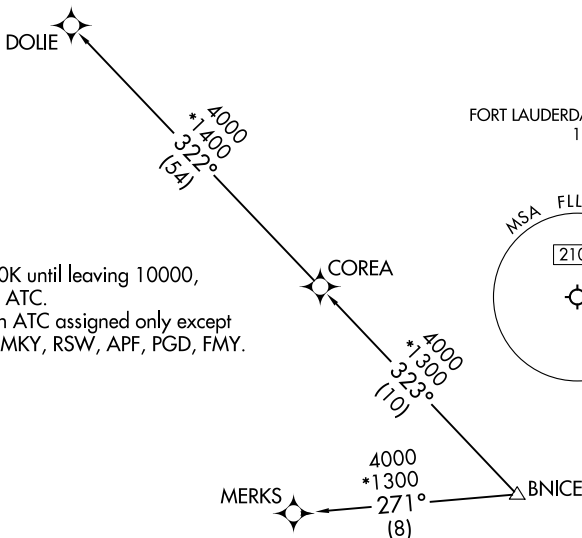 DOLIE
4000
*1400
322°
(54)
FORT LAUDERDA
1
MSA FLL
210
0K until leaving 10000,
ATC.
n ATC assigned only except
MKY, RSW, APF, PGD, FMY.
COREA
4000
*1300
323°
(10)
4000
*1300
271°
(8)
MERKS
BNICE